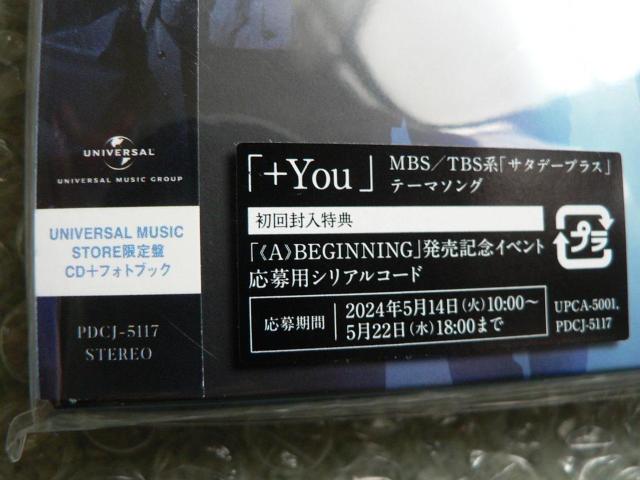 UNIVERSAL
UNIVERSAL MUSIC GROUP
UNIVERSAL MUSIC
STORE限定盤
CD＋フォトブック
PDCJ-5117
STEREO
「+You」
MBS／TBS系「サタデープラス」
テーマソング
初回封入特典
「《A》BEGINNING」発売記念イベント
応募用シリアルコード
応募期間
2024年5月14日（火）10:00～
5月22日（水）18:00まで
プラ
UPCA-5001,
PDCJ-5117